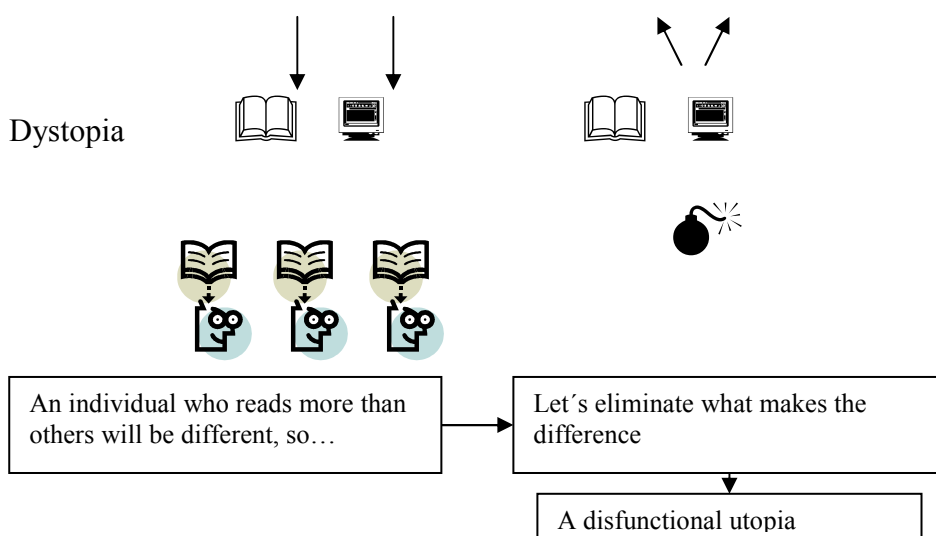 Dystopia
An individual who reads more than
others will be different, so…
Let´s eliminate what makes the
difference
A disfunctional utopia